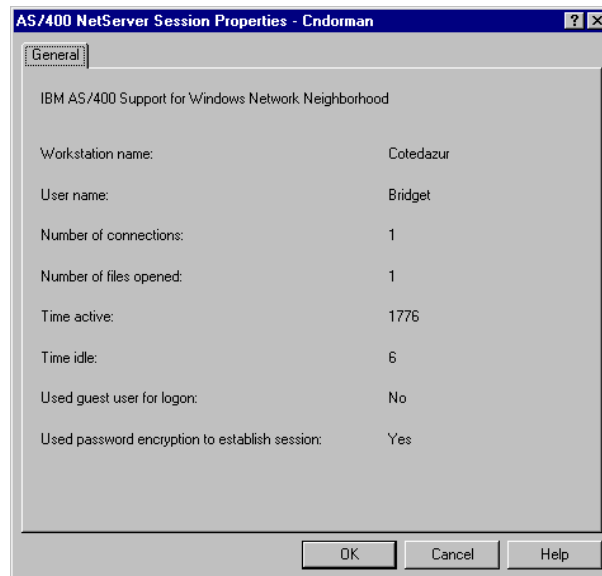 AS/400 NetServer Session Properties - Cndorman
General
IBM AS/400 Support for Windows Network Neighborhood
Workstation name: Cotedazur
User name: Bridget
Number of connections: 1
Number of files opened: 1
Time active: 1776
Time idle: 6
Used guest user for logon: No
Used password encryption to establish session: Yes
OK Cancel Help